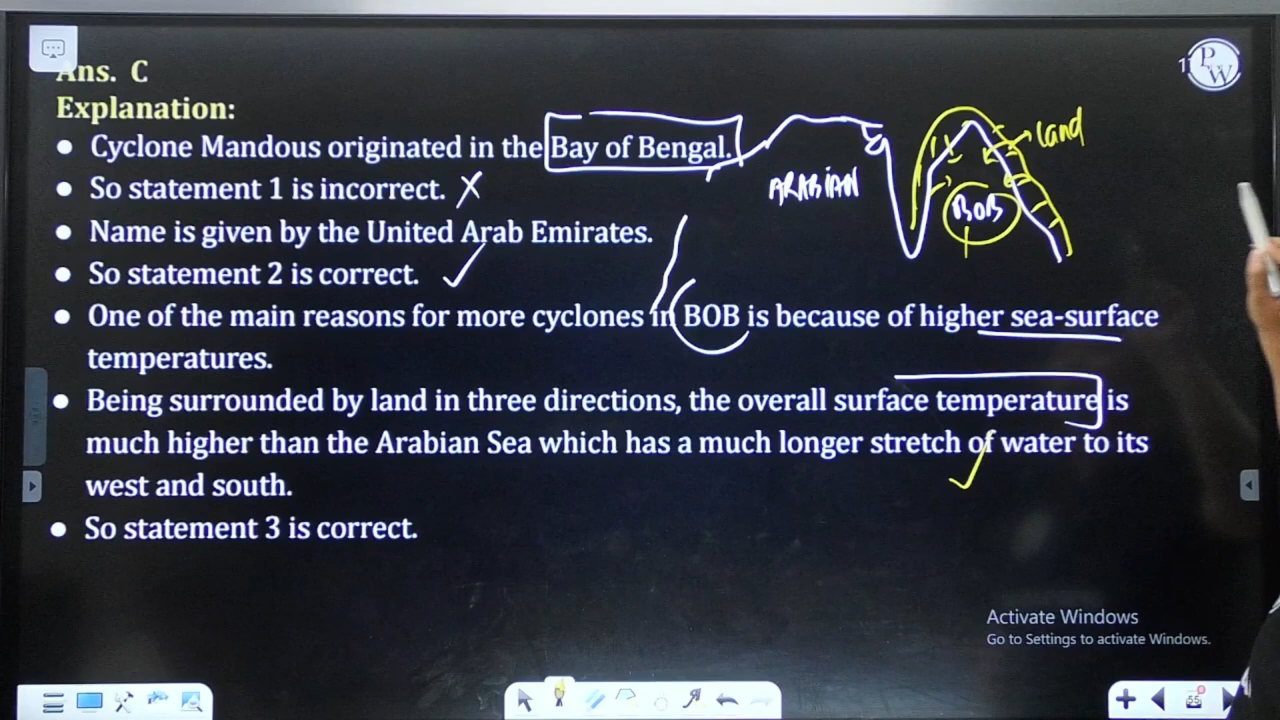 Ans. C
Explanation:
• Cyclone Mandous originated in the Bay of Bengal.
• So statement 1 is incorrect.
• Name is given by the United Arab Emirates.
• So statement 2 is correct.
• One of the main reasons for more cyclones in BOB is because of higher sea-surface
temperatures.
• Being surrounded by land in three directions, the overall surface temperature is
much higher than the Arabian Sea which has a much longer stretch of water to its
west and south.
• So statement 3 is correct.
ARABIAN
BOB
land
PW
Activate Windows
Go to Settings to activate Windows.
55